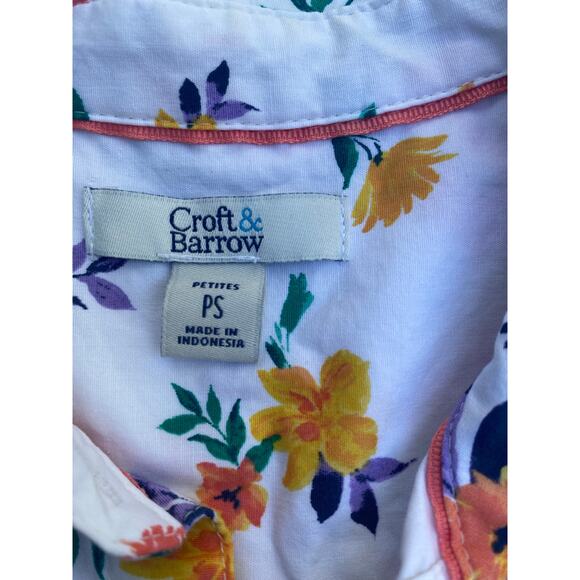 Croft&
Barrow
PETITES
PS
MADE IN
INDONESIA